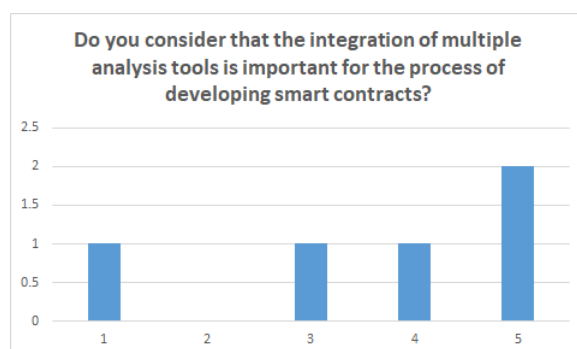 Do you consider that the integration of multiple
analysis tools is important for the process of
developing smart contracts?
2.5
2
1.5
1
0.5
0
1 2 3 4 5